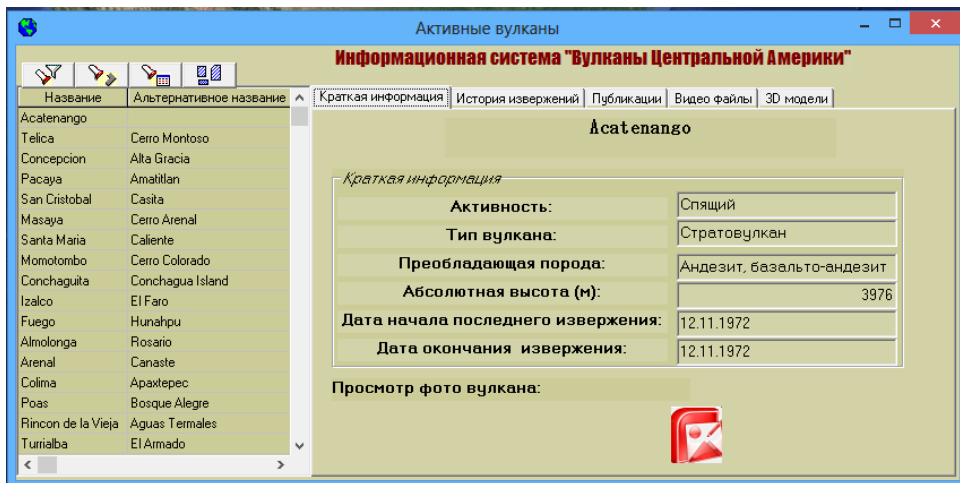 Активные вулканы
Информационная система "Вулканы Центральной Америки"
Название Альтернативное название
Acatenango
Telica Cerro Montoso
Concepcion Alta Gracia
Pacaya Amatitlan
San Cristobal Casita
Masaya Cerro Arenal
Santa Maria Caliente
Momotombo Cerro Colorado
Conchaguita Conchagua Island
Izalco El Faro
Fuego Hunahpu
Almolonga Rosario
Arenal Canaste
Colima Apaxtepec
Poas Bosque Alegre
Rincon de la Vieja Aguas Termales
Turrialba El Armado
Краткая информация История извержений Публикации Видео файлы 3D модели
Acatenango
Краткая информация
Активность: Спящий
Тип вулкана: Стратовулкан
Преобладающая порода: Андезит, базальто-андезит
Абсолютная высота (м): 3976
Дата начала последнего извержения: 12.11.1972
Дата окончания извержения: 12.11.1972
Просмотр фото вулкана: